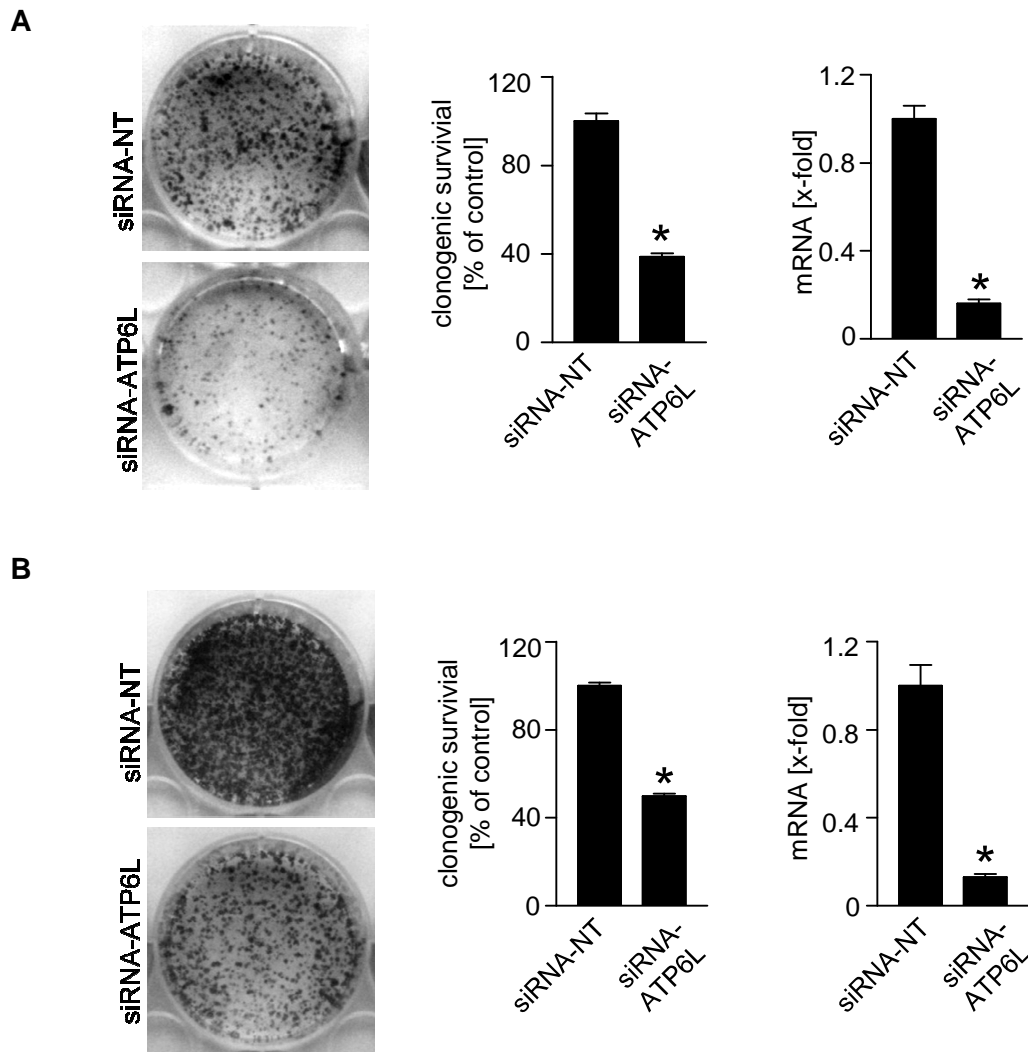 A
siRNA-NT
siRNA-ATP6L
clonogenic survivial
[% of control]
120
80
40
0
*
siRNA-NT
siRNA-
ATP6L
mRNA [x-fold]
1.2
0.8
0.4
0
*
siRNA-NT
siRNA-
ATP6L
B
siRNA-NT
siRNA-ATP6L
clonogenic survivial
[% of control]
120
80
40
0
*
siRNA-NT
siRNA-
ATP6L
mRNA [x-fold]
1.2
0.8
0.4
0
*
siRNA-NT
siRNA-
ATP6L